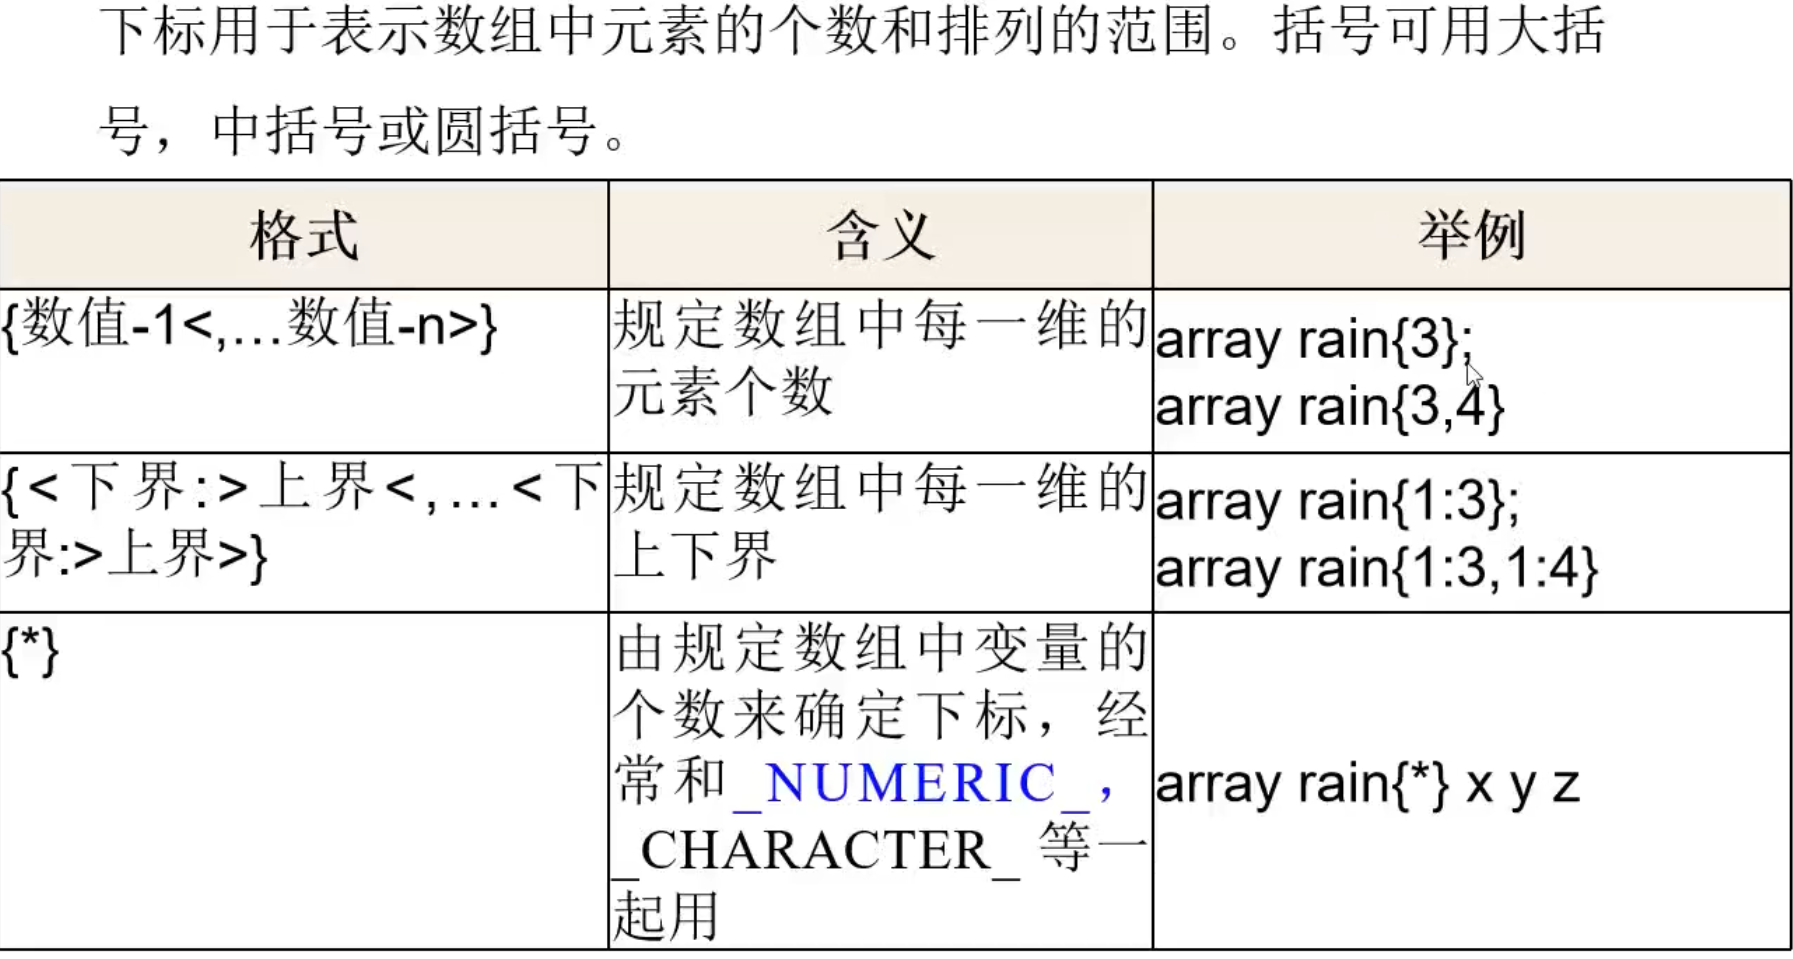 下标用于表示数组中元素的个数和排列的范围。括号可用大括
号，中括号或圆括号。
格式
含义
举例
{数值-1<,…数值-n>}
规定数组中每一维的
元素个数
array rain{3};
array rain{3,4}
{<下界:>上界<,…<下
界:>上界>}
规定数组中每一维的
上下界
array rain{1:3};
array rain{1:3,1:4}
{*}
由规定数组中变量的
个数来确定下标，经
常和_NUMERIC_，
_CHARACTER_ 等一
起用
array rain{*} x y z